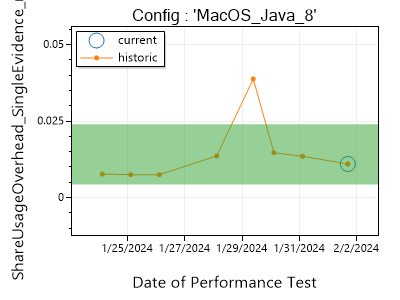 Config : 'MacOS_Java_8'
ShareUsageOverhead_SingleEvidence_
0.05
0.025
0
current
historic
1/25/2024
1/27/2024
1/29/2024
1/31/2024
2/2/2024
Date of Performance Test